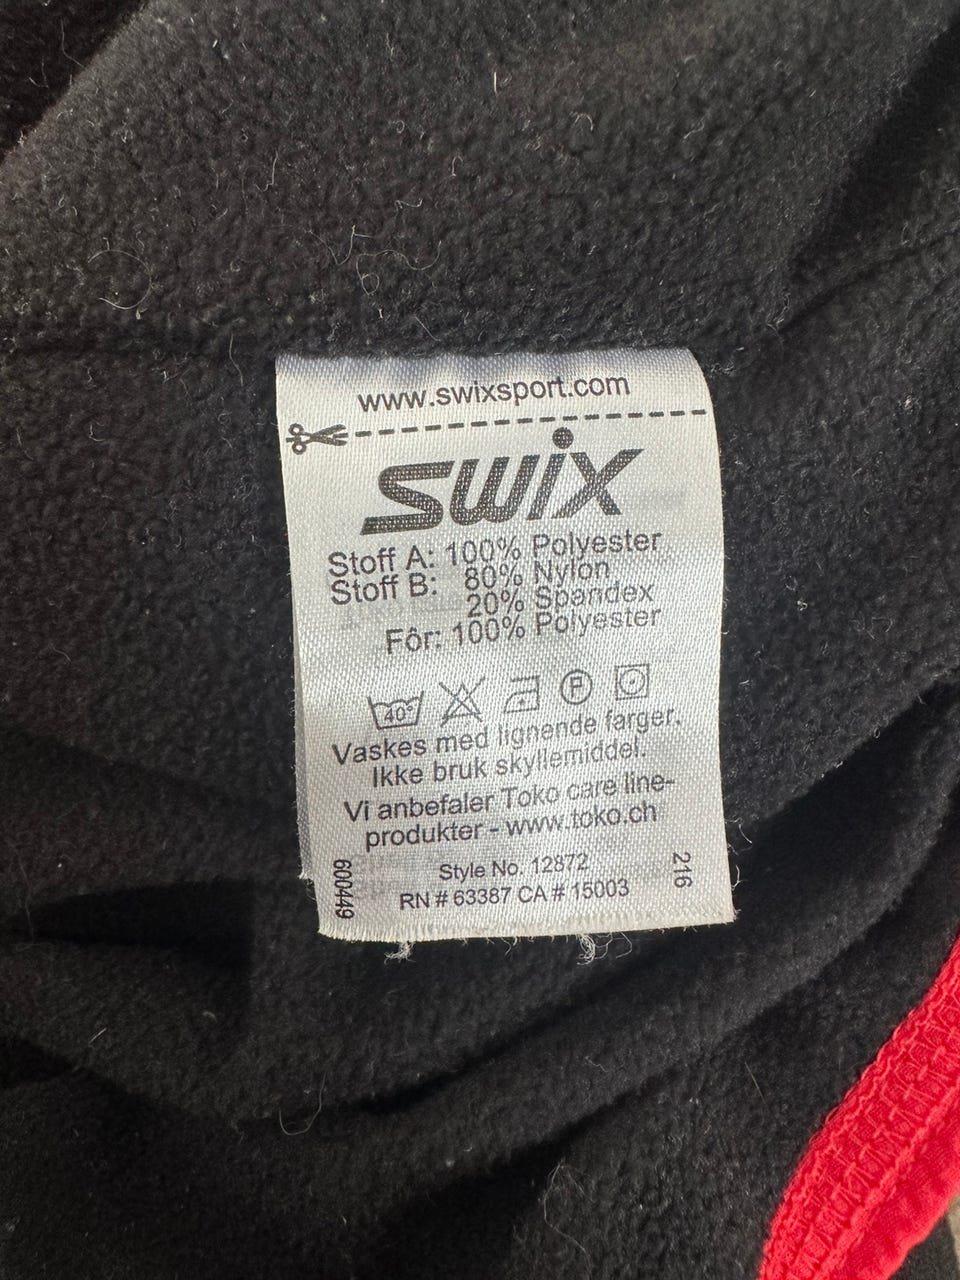 www.swixsport.com
swix
Stoff A: 100% Polyester
Stoff B: 80% Nylon
20% Spandex
Fôr: 100% Polyester
40° F
Vaskes med lignende farger.
Ikke bruk skyllemiddel.
Vi anbefaler Toko care line-
produkter - www.toko.ch
Style No. 12872
RN # 63387 CA # 15003
600449
216